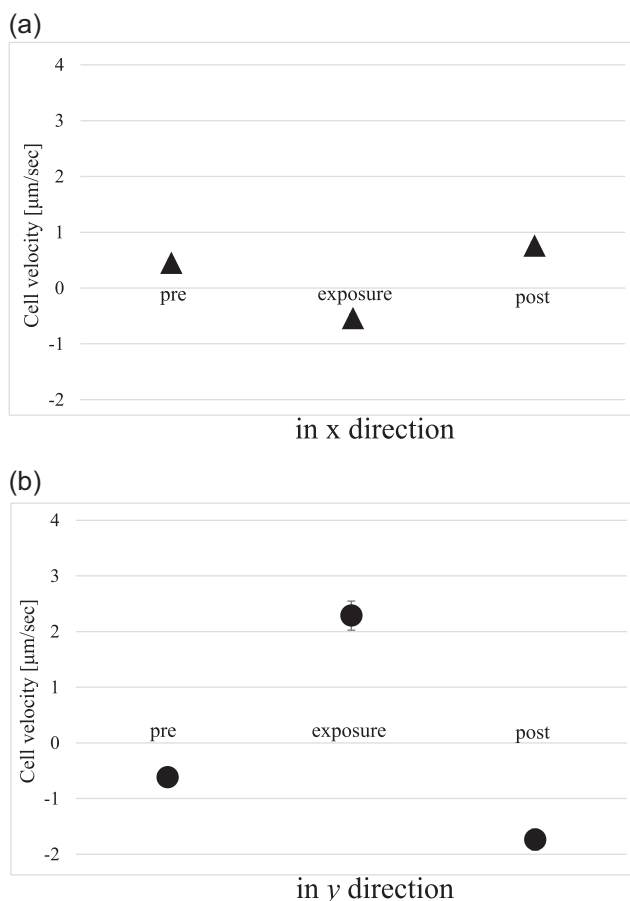 (a)
Cell velocity [μm/sec]
4
3
2
1
0
-1
-2
pre
exposure
post
in x direction
(b)
Cell velocity [μm/sec]
4
3
2
1
0
-1
-2
pre
exposure
post
in y direction